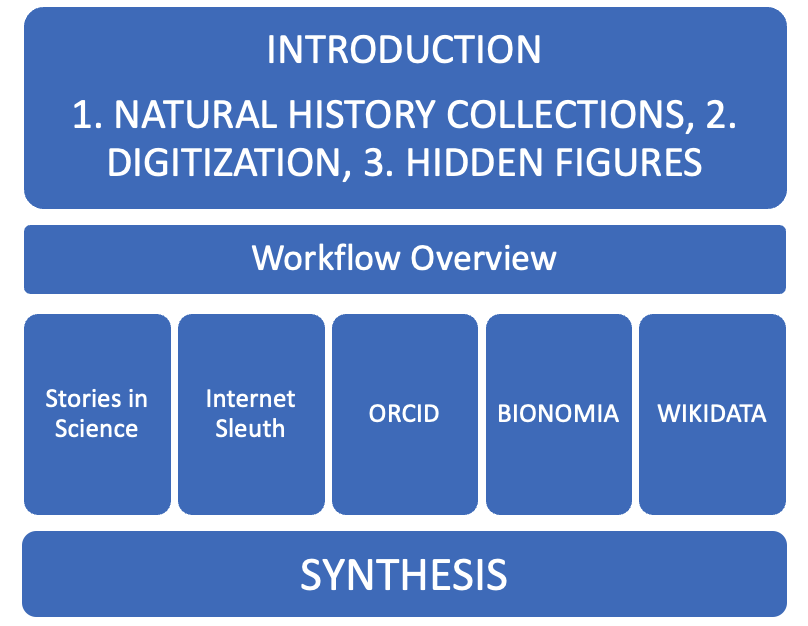 INTRODUCTION
1. NATURAL HISTORY COLLECTIONS, 2.
DIGITIZATION, 3. HIDDEN FIGURES
Workflow Overview
Stories in
Science
Internet
Sleuth
ORCID
BIONOMIA
WIKIDATA
SYNTHESIS